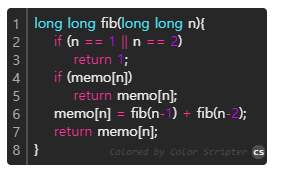 1 long long fib(long long n){
2     if (n == 1 || n == 2)
3         return 1;
4     if (memo[n])
5         return memo[n];
6     memo[n] = fib(n-1) + fib(n-2);
7     return memo[n];
8 }
Colored by Color Scripter CS